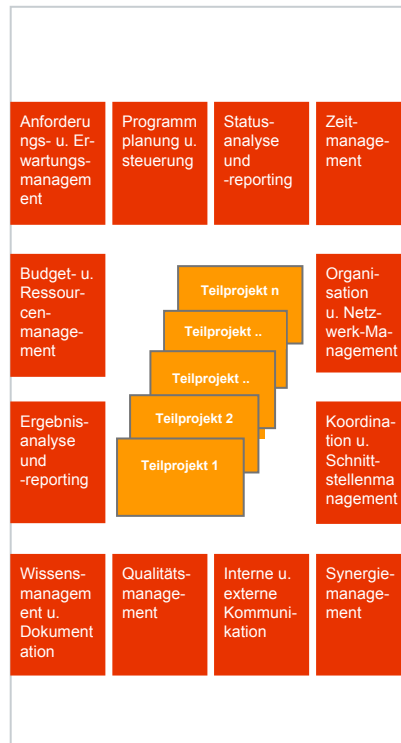 Anforderu
ngs- u. Er-
wartungs-
managem
ent
Programm
planung u.
steuerung
Status-
analyse
und
-reporting
Zeit-
manage-
ment
Budget- u.
Ressour-
cen-
manage-
ment
Teilprojekt n
Teilprojekt ..
Teilprojekt ..
Teilprojekt 2
Teilprojekt 1
Organi-
sation
u. Netz-
werk-Ma-
nagement
Ergebnis-
analyse
und
-reporting
Koordina-
tion u.
Schnitt-
stellenma
nagement
Wissens-
managem
ent u.
Dokument
ation
Qualitäts-
manage-
ment
Interne u.
externe
Kommuni-
kation
Synergie-
management